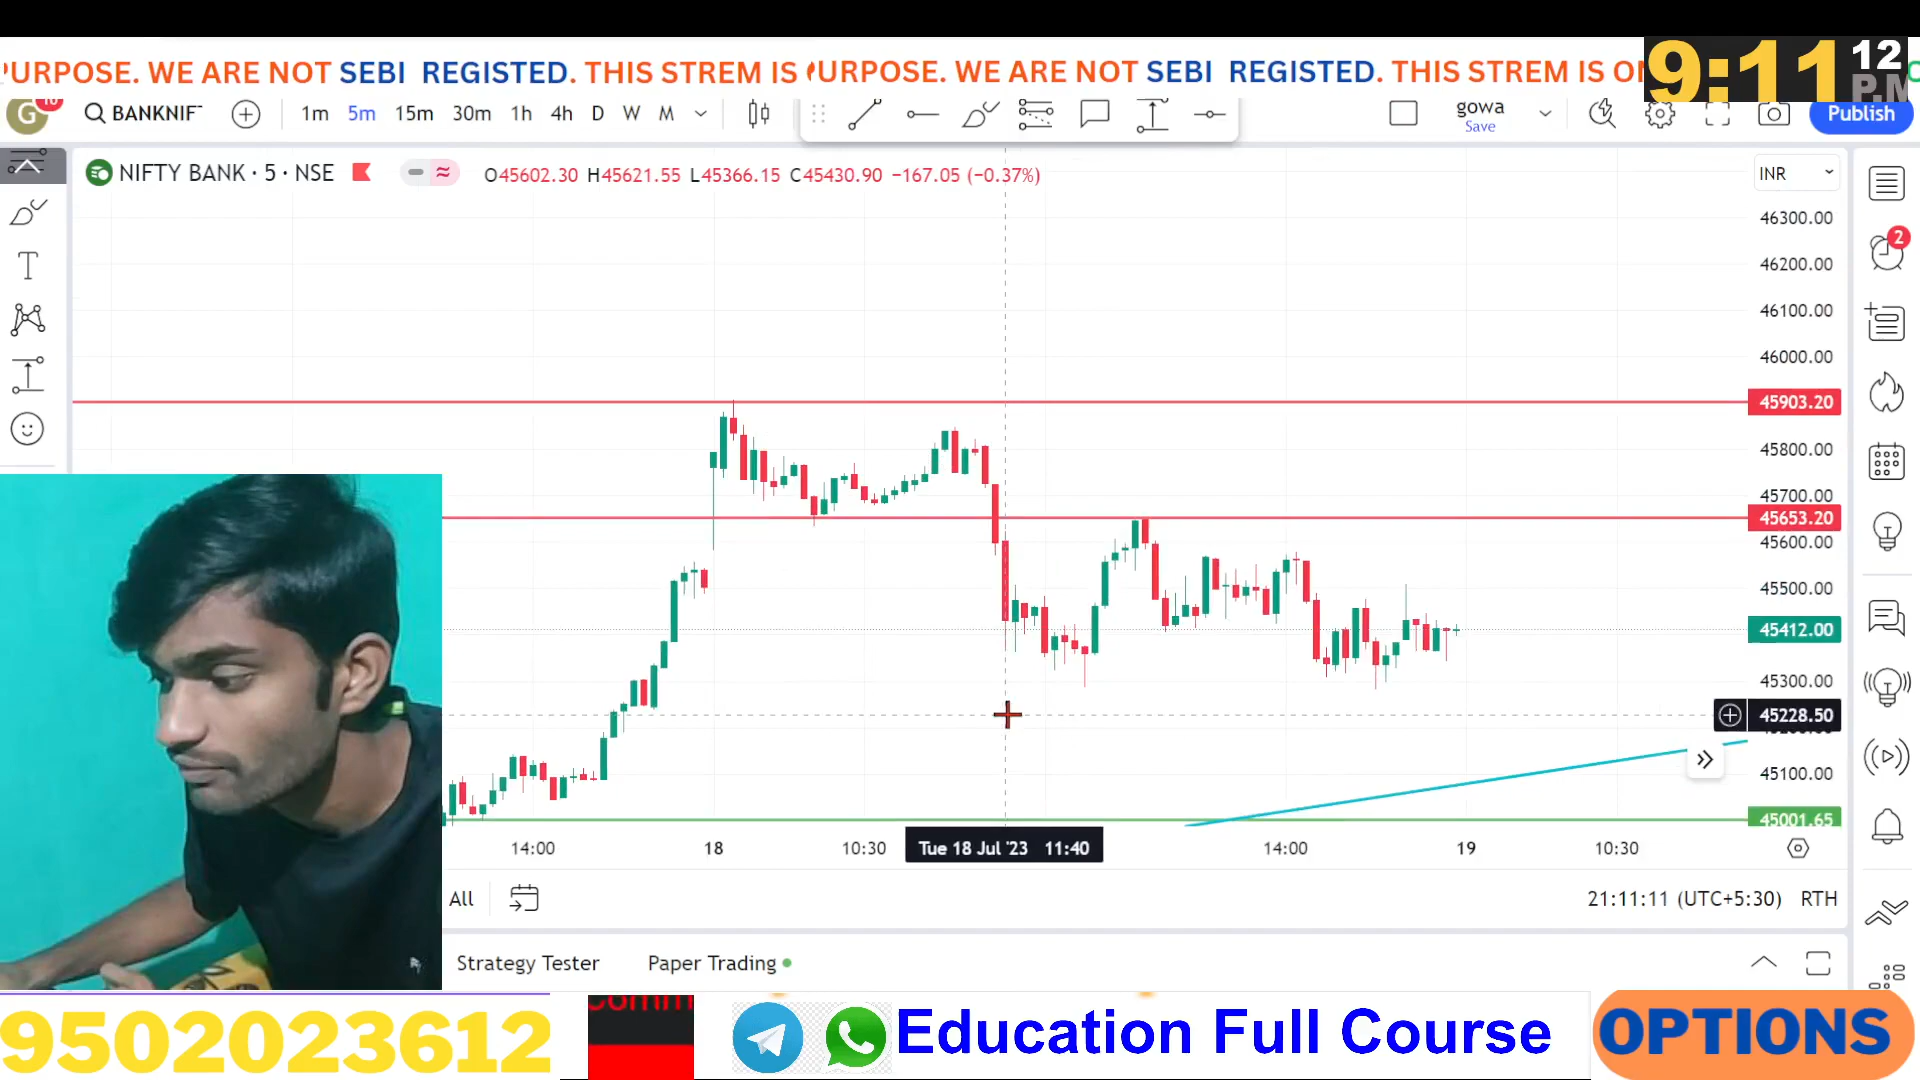 PURPOSE. WE ARE NOT SEBI REGISTED. THIS STREM IS
PURPOSE. WE ARE NOT SEBI REGISTED. THIS STREM IS
9:11 12 P.M
G 10 BANKNIF 1m 5m 15m 30m 1h 4h D W M gowa Save Publish
NIFTY BANK · 5 · NSE O45602.30 H45621.55 L45366.15 C45430.90 −167.05 (−0.37%) INR
46300.00
46200.00
46100.00
46000.00
45903.20
45800.00
45700.00
45653.20
45600.00
45500.00
45412.00
45300.00
45228.50
45100.00
45001.65
2
14:00 18 10:30 Tue 18 Jul '23 11:40 14:00 19 10:30
All 21:11:11 (UTC+5:30) RTH
Strategy Tester Paper Trading
9502023612 Comm Education Full Course OPTIONS